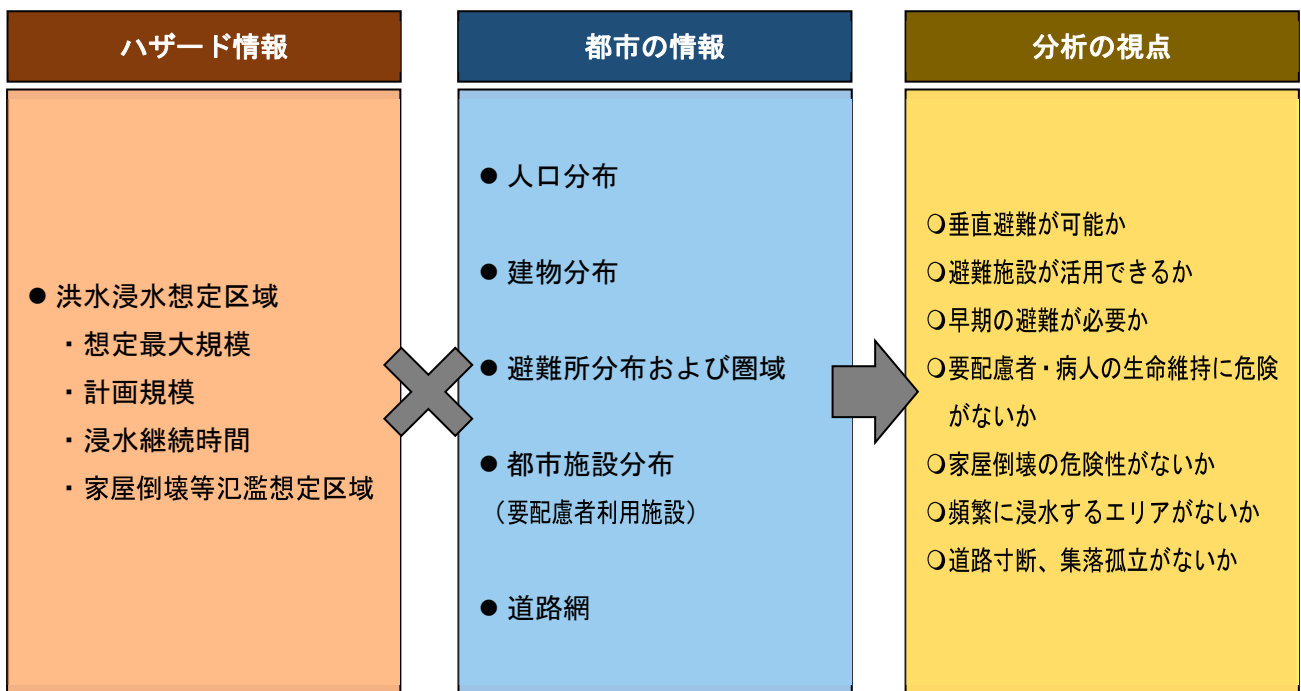 ハザード情報
● 洪水浸水想定区域
・想定最大規模
・計画規模
・浸水継続時間
・家屋倒壊等氾濫想定区域
都市の情報
● 人口分布
● 建物分布
● 避難所分布および圏域
● 都市施設分布
（要配慮者利用施設）
● 道路網
分析の視点
○垂直避難が可能か
○避難施設が活用できるか
○早期の避難が必要か
○要配慮者・病人の生命維持に危険
がないか
○家屋倒壊の危険性がないか
○頻繁に浸水するエリアがないか
○道路寸断、集落孤立がないか